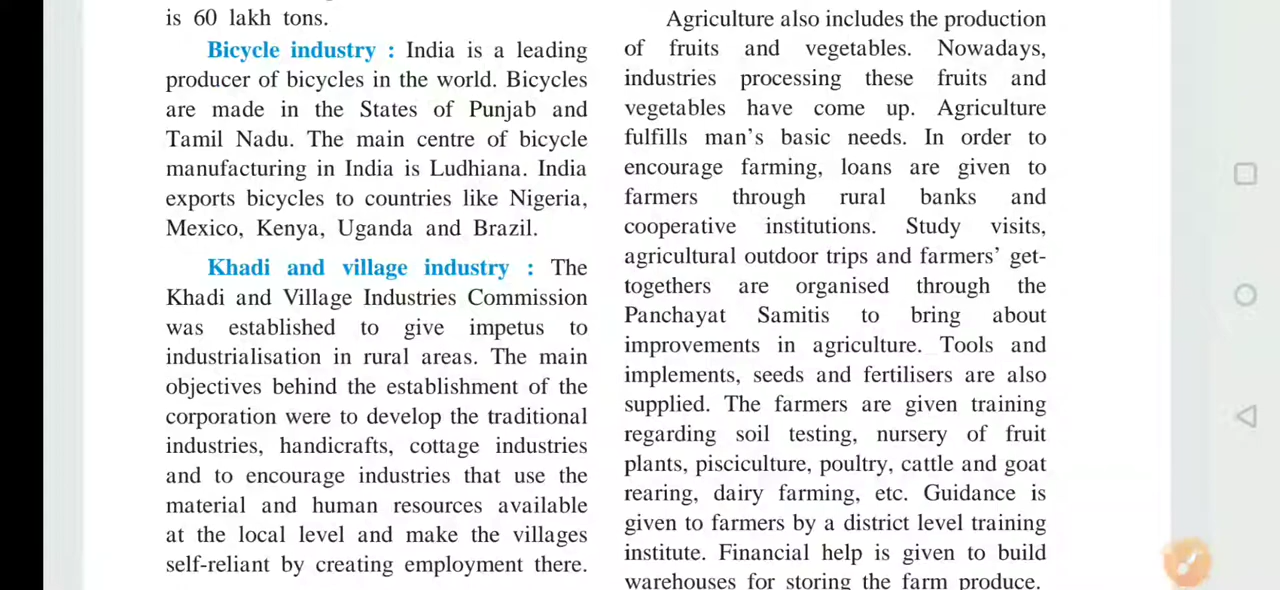 is 60 lakh tons.
Bicycle industry : India is a leading
producer of bicycles in the world. Bicycles
are made in the States of Punjab and
Tamil Nadu. The main centre of bicycle
manufacturing in India is Ludhiana. India
exports bicycles to countries like Nigeria,
Mexico, Kenya, Uganda and Brazil.
Khadi and village industry : The
Khadi and Village Industries Commission
was established to give impetus to
industrialisation in rural areas. The main
objectives behind the establishment of the
corporation were to develop the traditional
industries, handicrafts, cottage industries
and to encourage industries that use the
material and human resources available
at the local level and make the villages
self-reliant by creating employment there.
Agriculture also includes the production
of fruits and vegetables. Nowadays,
industries processing these fruits and
vegetables have come up. Agriculture
fulfills man's basic needs. In order to
encourage farming, loans are given to
farmers through rural banks and
cooperative institutions. Study visits,
agricultural outdoor trips and farmers' get-
togethers are organised through the
Panchayat Samitis to bring about
improvements in agriculture. Tools and
implements, seeds and fertilisers are also
supplied. The farmers are given training
regarding soil testing, nursery of fruit
plants, pisciculture, poultry, cattle and goat
rearing, dairy farming, etc. Guidance is
given to farmers by a district level training
institute. Financial help is given to build
warehouses for storing the farm produce.